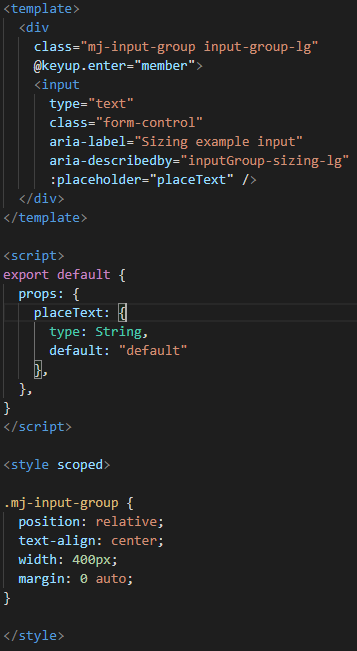 <template>
  <div
    class="mj-input-group input-group-lg"
    @keyup.enter="member">
    <input
      type="text"
      class="form-control"
      aria-label="Sizing example input"
      aria-describedby="inputGroup-sizing-lg"
      :placeholder="placeText" />
  </div>
</template>

<script>
export default {
  props: {
    placeText: {
      type: String,
      default: "default"
    },
  },
}
</script>

<style scoped>

.mj-input-group {
  position: relative;
  text-align: center;
  width: 400px;
  margin: 0 auto;
}

</style>